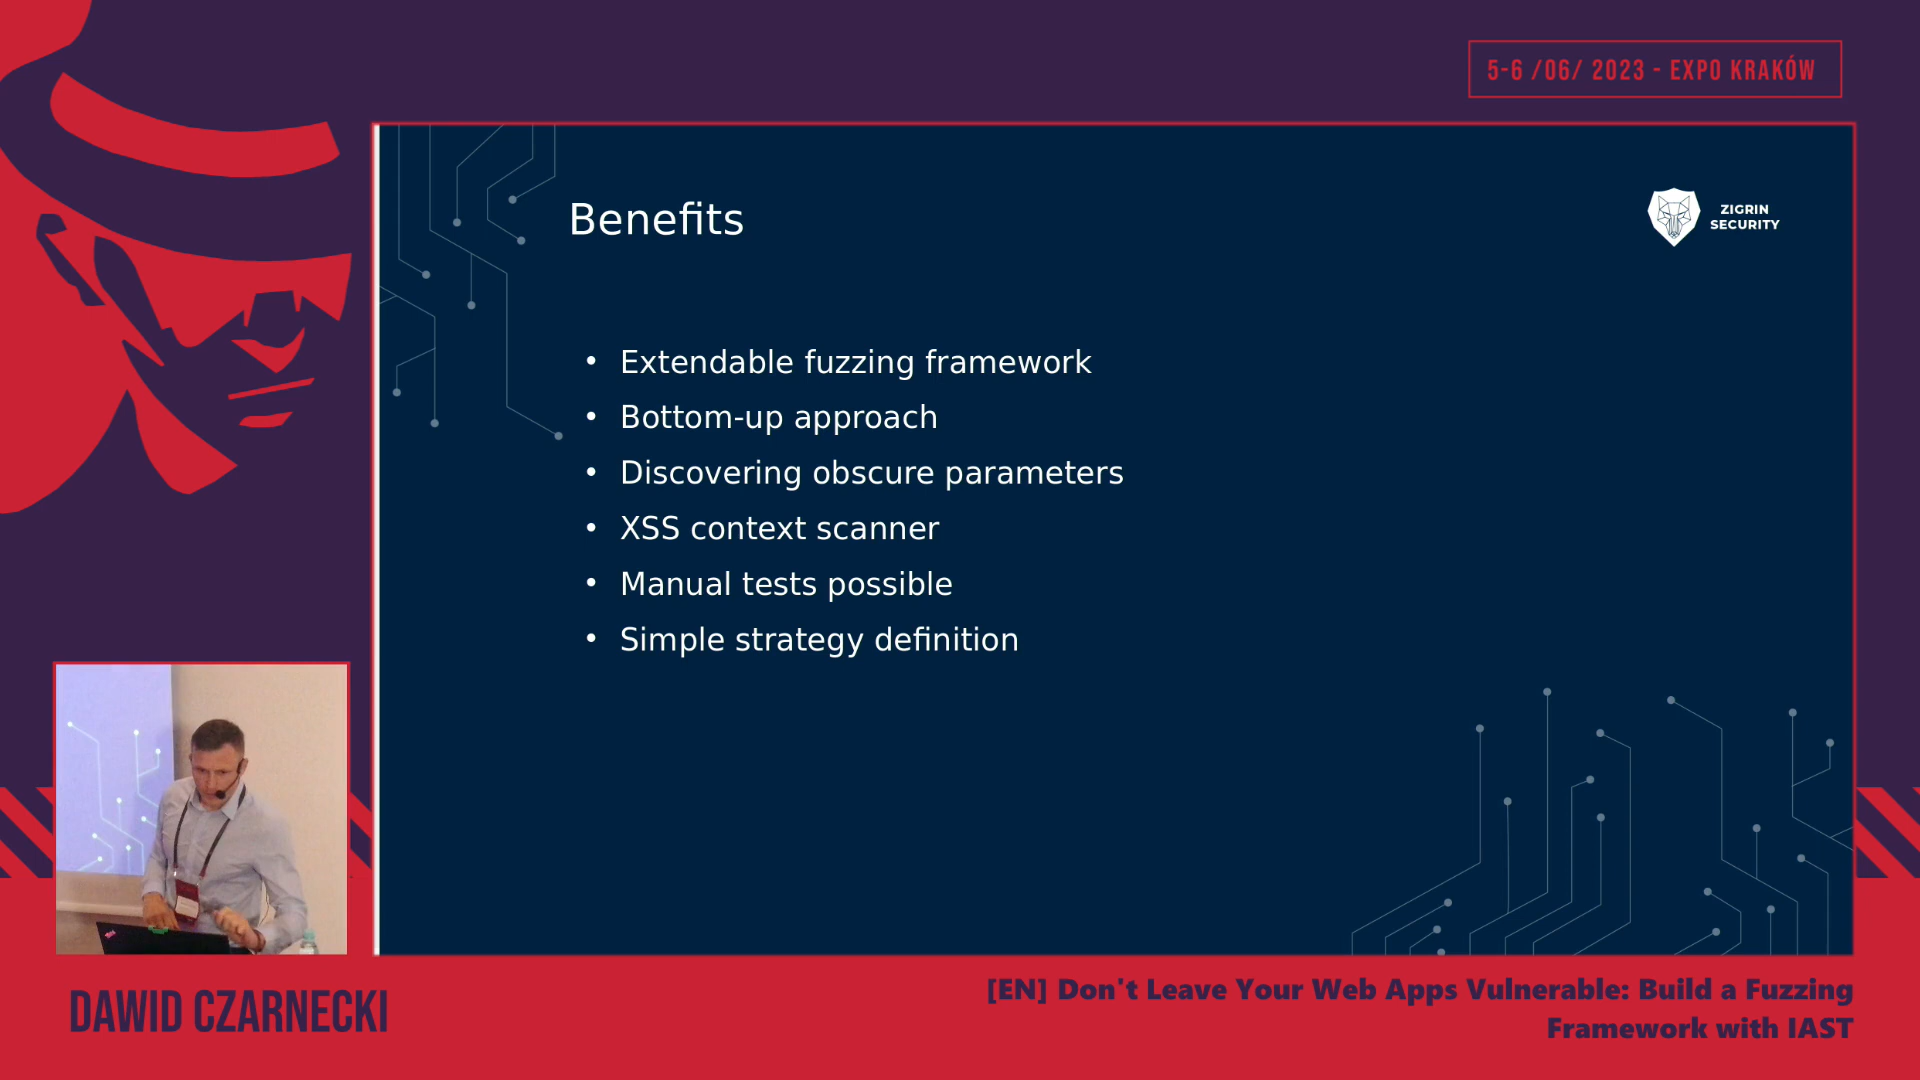 5-6 /06/ 2023 - EXPO KRAKÓW
Benefits
ZIGRIN
SECURITY
• Extendable fuzzing framework
• Bottom-up approach
• Discovering obscure parameters
• XSS context scanner
• Manual tests possible
• Simple strategy definition
DAWID CZARNECKI
[EN] Don't Leave Your Web Apps Vulnerable: Build a Fuzzing
Framework with IAST